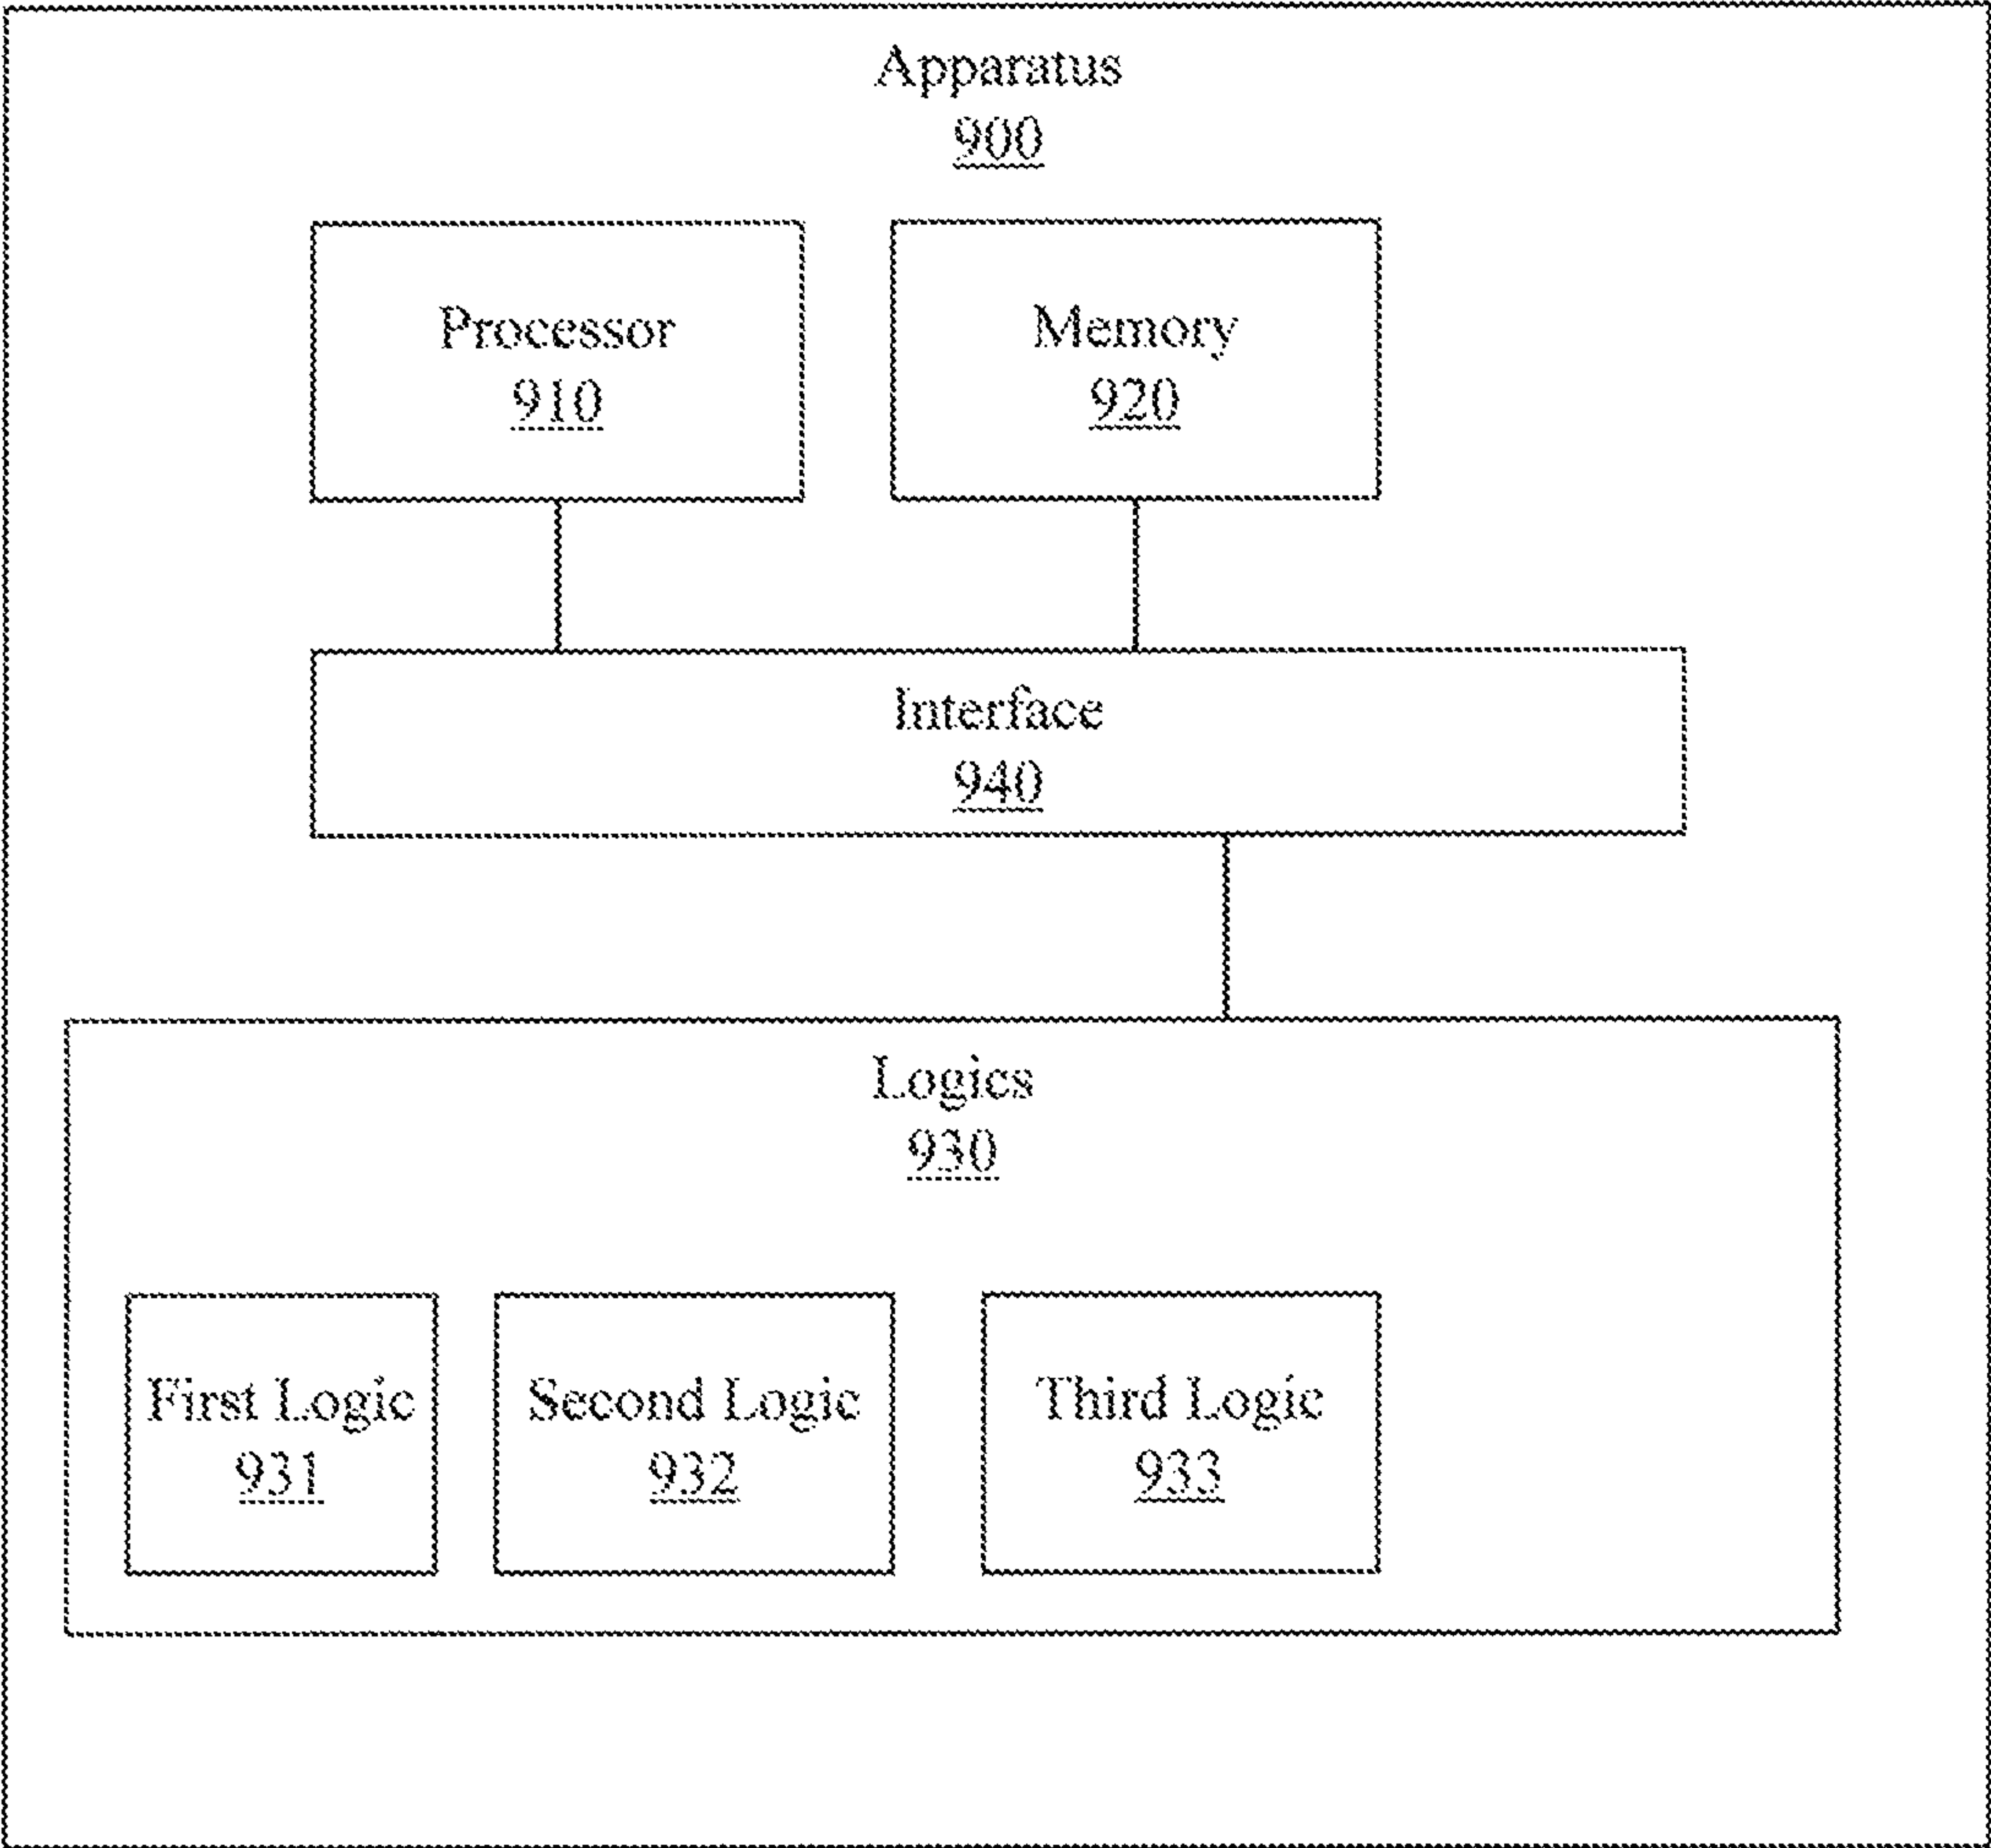 Apparatus
900
Processor
910
Memory
920
Interface
940
Logics
930
First Logic
931
Second Logic
932
Third Logic
933